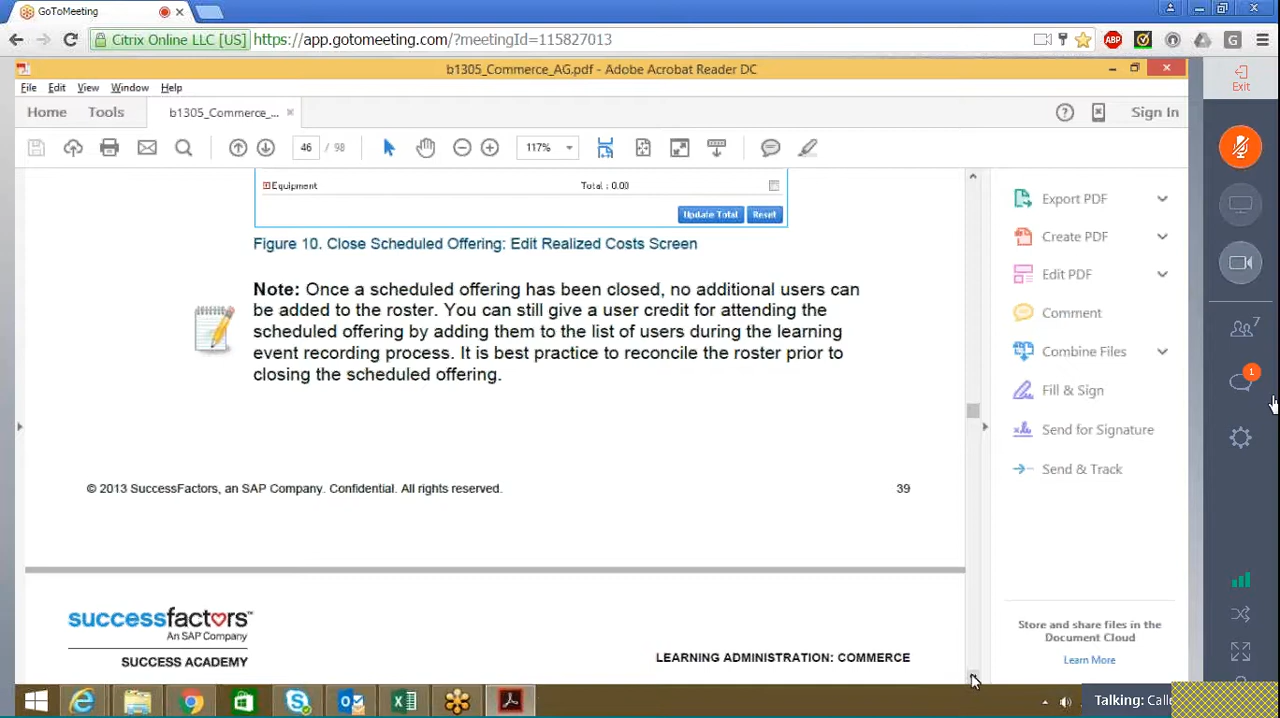 GoToMeeting
Citrix Online LLC [US] https://app.gotomeeting.com/?meetingId=115827013
ABP
G
b1305_Commerce_AG.pdf - Adobe Acrobat Reader DC
File Edit View Window Help
Home Tools b1305_Commerce_... Sign In
46 / 98 117%
Equipment Total : 0.00
Update Total Reset
Figure 10. Close Scheduled Offering: Edit Realized Costs Screen
Note: Once a scheduled offering has been closed, no additional users can
be added to the roster. You can still give a user credit for attending the
scheduled offering by adding them to the list of users during the learning
event recording process. It is best practice to reconcile the roster prior to
closing the scheduled offering.
© 2013 SuccessFactors, an SAP Company. Confidential. All rights reserved. 39
successfactors™
An SAP Company
SUCCESS ACADEMY
LEARNING ADMINISTRATION: COMMERCE
Export PDF
Create PDF
Edit PDF
Comment
Combine Files
Fill & Sign
Send for Signature
Send & Track
Store and share files in the
Document Cloud
Learn More
Exit
7
1
Talking: